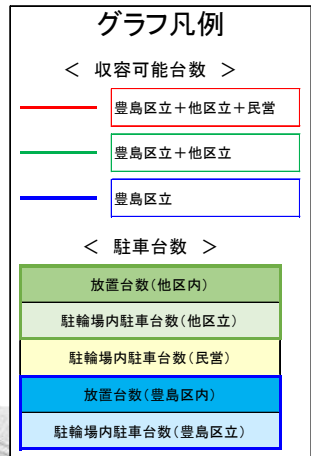 グラフ凡例
＜ 収容可能台数 ＞
豊島区立＋他区立＋民営
豊島区立＋他区立
豊島区立
＜ 駐車台数 ＞
放置台数(他区内)
駐輪場内駐車台数(他区立)
駐輪場内駐車台数(民営)
放置台数(豊島区内)
駐輪場内駐車台数(豊島区立)